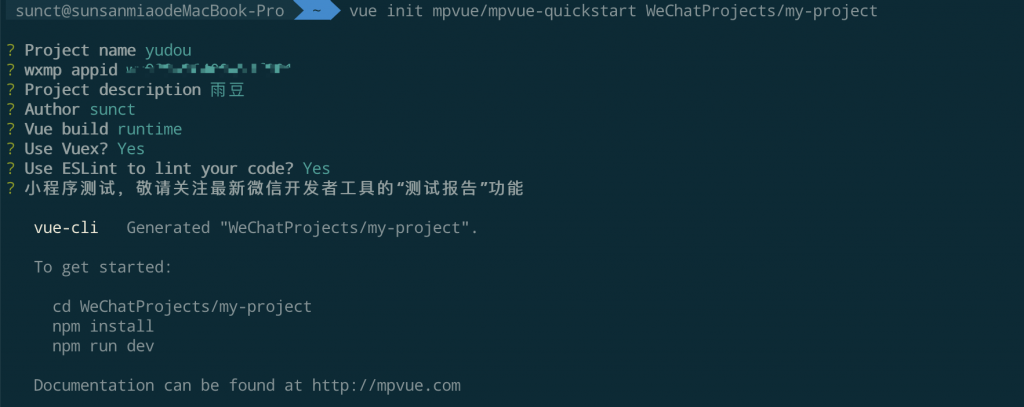 sunct@sunsanmiaodeMacBook-Pro ~ vue init mpvue/mpvue-quickstart WeChatProjects/my-project
? Project name yudou
? wxmp appid
? Project description 雨豆
? Author sunct
? Vue build runtime
? Use Vuex? Yes
? Use ESLint to lint your code? Yes
? 小程序测试，敬请关注最新微信开发者工具的“测试报告”功能
vue-cli Generated "WeChatProjects/my-project".
To get started:
cd WeChatProjects/my-project
npm install
npm run dev
Documentation can be found at http://mpvue.com